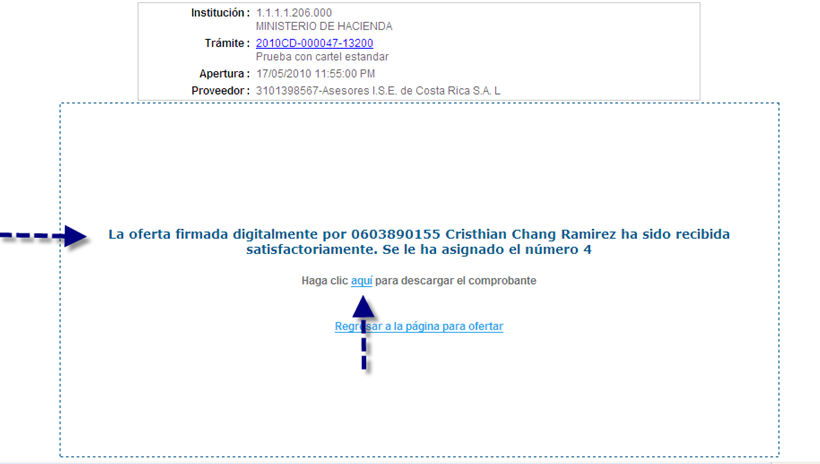 Institución : 1.1.1.1.206.000
MINISTERIO DE HACIENDA
Trámite : 2010CD-000047-13200
Prueba con cartel estandar
Apertura : 17/05/2010 11:55:00 PM
Proveedor : 3101398567-Asesores I.S.E. de Costa Rica S.A. L
La oferta firmada digitalmente por 0603890155 Cristhian Chang Ramirez ha sido recibida
satisfactoriamente. Se le ha asignado el número 4
Haga clic aquí para descargar el comprobante
Regresar a la página para ofertar